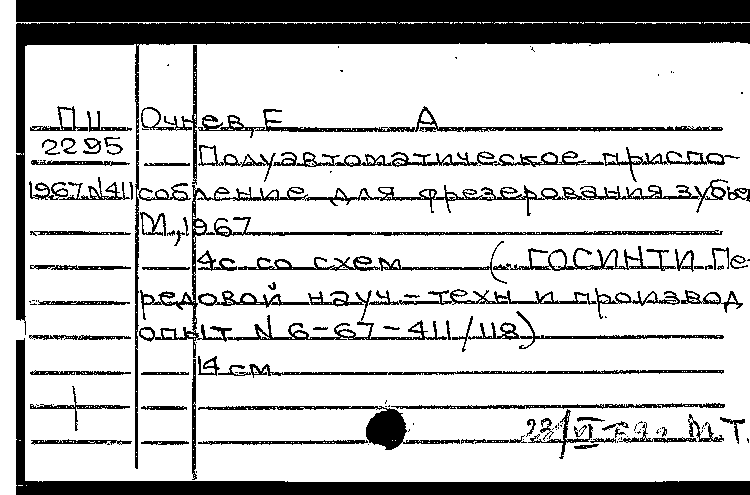 П 11 Очнев, Е А
2295 Полуавтоматическое приспо-
1967 N411 собление для фрезерования зубьев
М, 1967
4с со схем (ГОСИНТИ Пе-
редовой науч-техн и производ
опыт N 6-67-411/118)
14 см
М.Т.